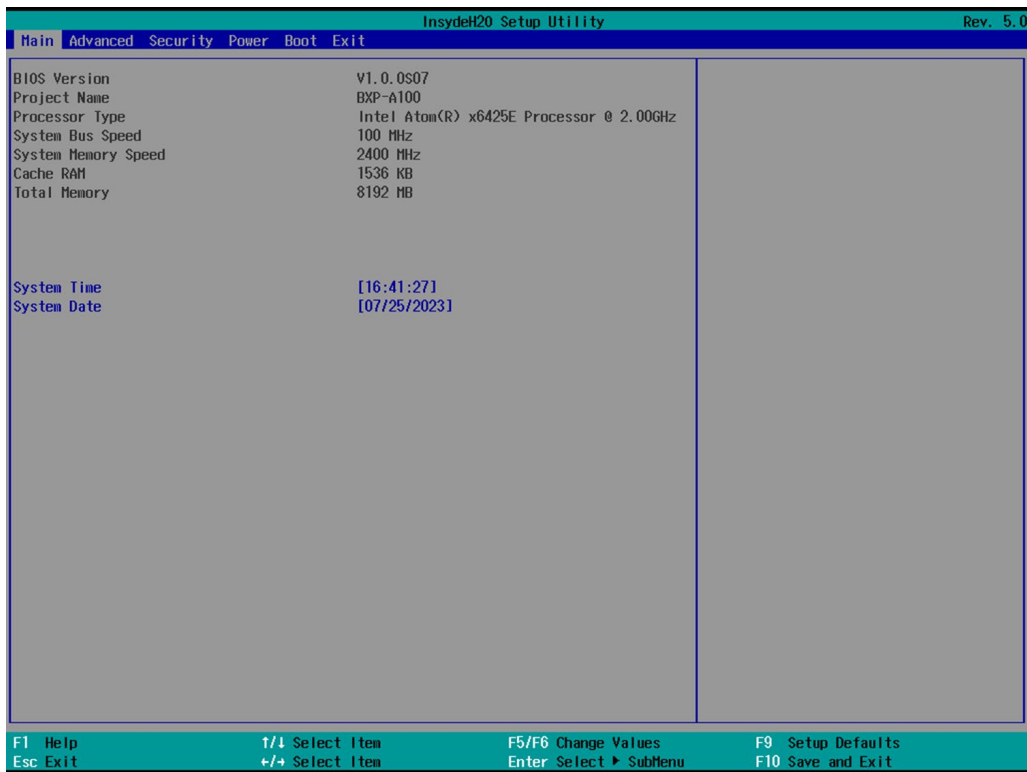 InsydeH20 Setup Utility Rev. 5.0
Main Advanced Security Power Boot Exit
BIOS Version V1.0.0S07
Project Name BXP-A100
Processor Type Intel Atom(R) x6425E Processor @ 2.00GHz
System Bus Speed 100 MHz
System Memory Speed 2400 MHz
Cache RAM 1536 KB
Total Memory 8192 MB
System Time [16:41:27]
System Date [07/25/2023]
F1 Help ↑/↓ Select Item F5/F6 Change Values F9 Setup Defaults
Esc Exit ←/→ Select Item Enter Select ▶ SubMenu F10 Save and Exit